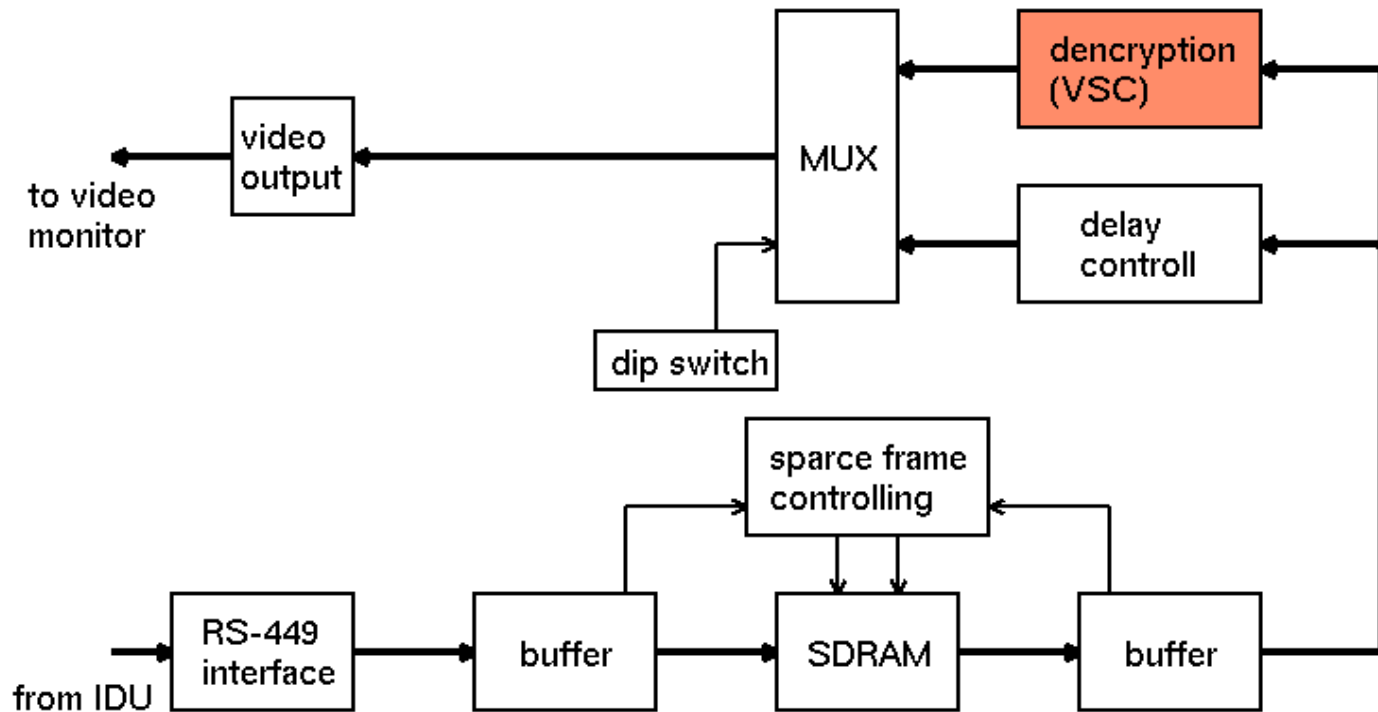 dencryption
(VSC)
video
output
MUX
to video
monitor
delay
controll
dip switch
sparce frame
controlling
RS-449
interface
buffer
SDRAM
buffer
from IDU